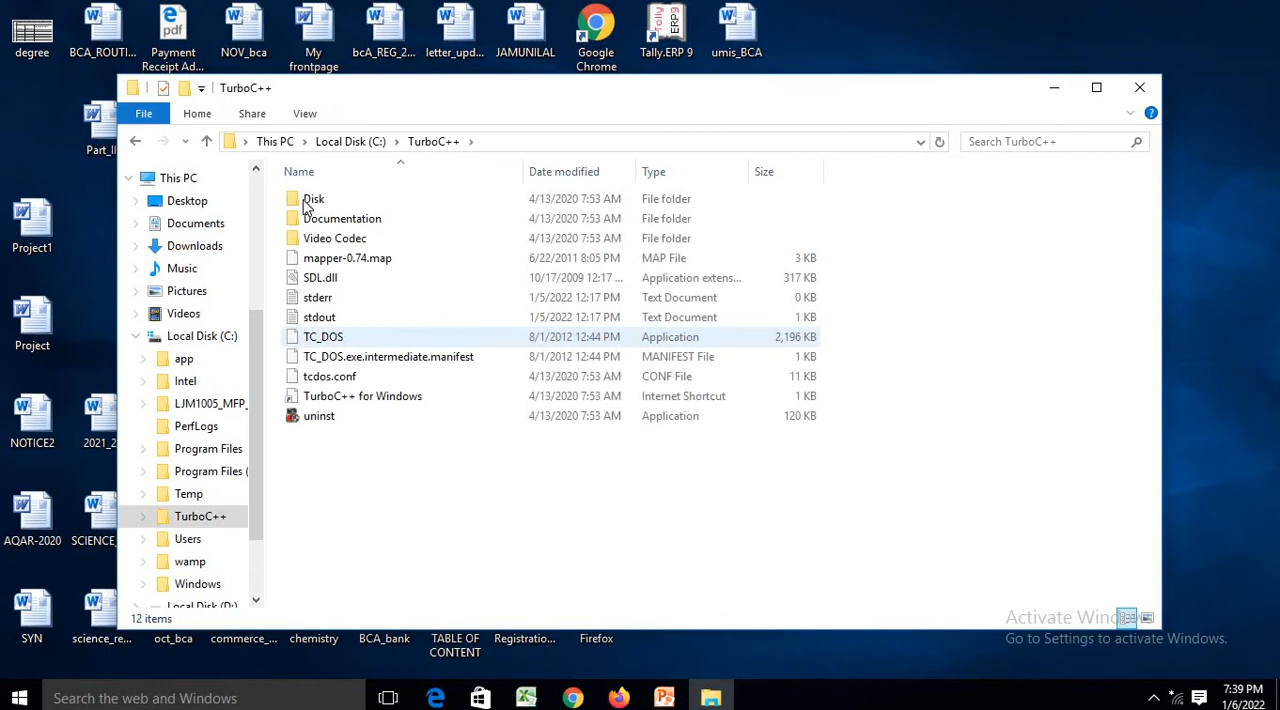 degree
BCA_ROUTI...
Payment
Receipt Ad...
pdf
NOV_bca
My
frontpage
bcA_REG_2...
letter_upd...
JAMUNILAL
Google
Chrome
Tally
ERP9
Tally.ERP 9
umis_BCA
TurboC++
File
Home
Share
View
This PC
Local Disk (C:)
TurboC++
Search TurboC++
Part_II
Project1
Project
NOTICE2
2021_2
AQAR-2020
SCIENCE_
SYN
science_re...
oct_bca
commerce_...
chemistry
BCA_bank
TABLE OF
CONTENT
Registratio...
Firefox
This PC
Desktop
Documents
Downloads
Music
Pictures
Videos
Local Disk (C:)
app
Intel
LJM1005_MFP_
PerfLogs
Program Files
Program Files (
Temp
TurboC++
Users
wamp
Windows
Local Disk (D:)
Name Date modified Type Size
Disk 4/13/2020 7:53 AM File folder
Documentation 4/13/2020 7:53 AM File folder
Video Codec 4/13/2020 7:53 AM File folder
mapper-0.74.map 6/22/2011 8:05 PM MAP File 3 KB
SDL.dll 10/17/2009 12:17 ... Application extens... 317 KB
stderr 1/5/2022 12:17 PM Text Document 0 KB
stdout 1/5/2022 12:17 PM Text Document 1 KB
TC_DOS 8/1/2012 12:44 PM Application 2,196 KB
TC_DOS.exe.intermediate.manifest 8/1/2012 12:44 PM MANIFEST File 1 KB
tcdos.conf 4/13/2020 7:53 AM CONF File 11 KB
TurboC++ for Windows 4/13/2020 7:53 AM Internet Shortcut 1 KB
uninst 4/13/2020 7:53 AM Application 120 KB
12 items
Activate Windo
Go to Settings to activate Windows.
Search the web and Windows
7:39 PM
1/6/2022